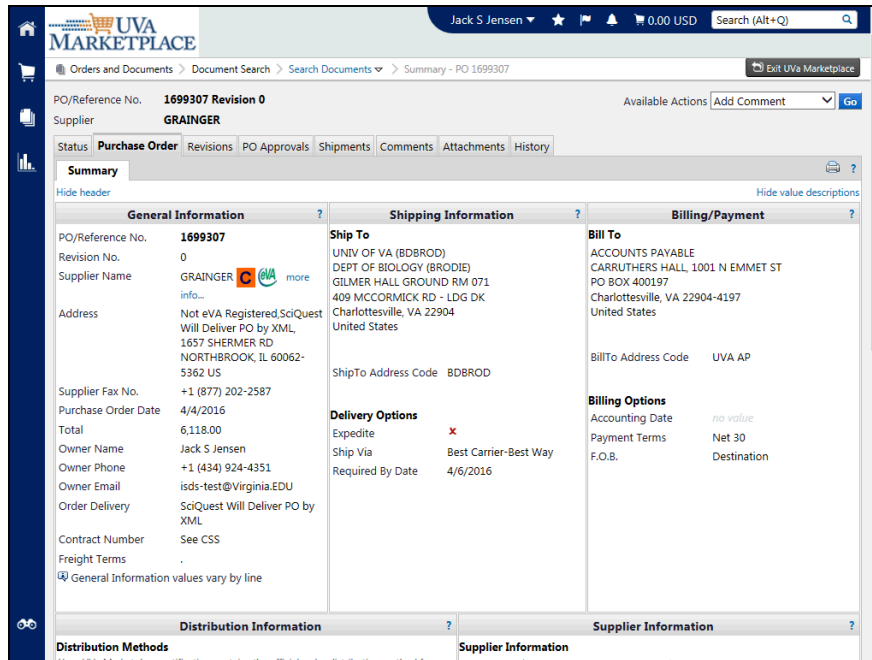 UVA
MARKETPLACE
Jack S Jensen
0.00 USD
Search (Alt+Q)
Orders and Documents > Document Search > Search Documents > Summary - PO 1699307
Exit UVa Marketplace
PO/Reference No. 1699307 Revision 0
Available Actions Add Comment Go
Supplier GRAINGER
Status Purchase Order Revisions PO Approvals Shipments Comments Attachments History
Summary ?
Hide header Hide value descriptions
General Information ?
PO/Reference No. 1699307
Revision No. 0
Supplier Name GRAINGER C eVA more
info...
Address Not eVA Registered,SciQuest
Will Deliver PO by XML,
1657 SHERMER RD
NORTHBROOK, IL 60062-
5362 US
Supplier Fax No. +1 (877) 202-2587
Purchase Order Date 4/4/2016
Total 6,118.00
Owner Name Jack S Jensen
Owner Phone +1 (434) 924-4351
Owner Email isds-test@Virginia.EDU
Order Delivery SciQuest Will Deliver PO by
XML
Contract Number See CSS
Freight Terms .
General Information values vary by line
Shipping Information ?
Ship To
UNIV OF VA (BDBROD)
DEPT OF BIOLOGY (BRODIE)
GILMER HALL GROUND RM 071
409 MCCORMICK RD - LDG DK
Charlottesville, VA 22904
United States
ShipTo Address Code BDBROD
Delivery Options
Expedite x
Ship Via Best Carrier-Best Way
Required By Date 4/6/2016
Billing/Payment ?
Bill To
ACCOUNTS PAYABLE
CARRUTHERS HALL, 1001 N EMMET ST
PO BOX 400197
Charlottesville, VA 22904-4197
United States
BillTo Address Code UVA AP
Billing Options
Accounting Date no value
Payment Terms Net 30
F.O.B. Destination
Distribution Information ?
Distribution Methods
Supplier Information ?
Supplier Information